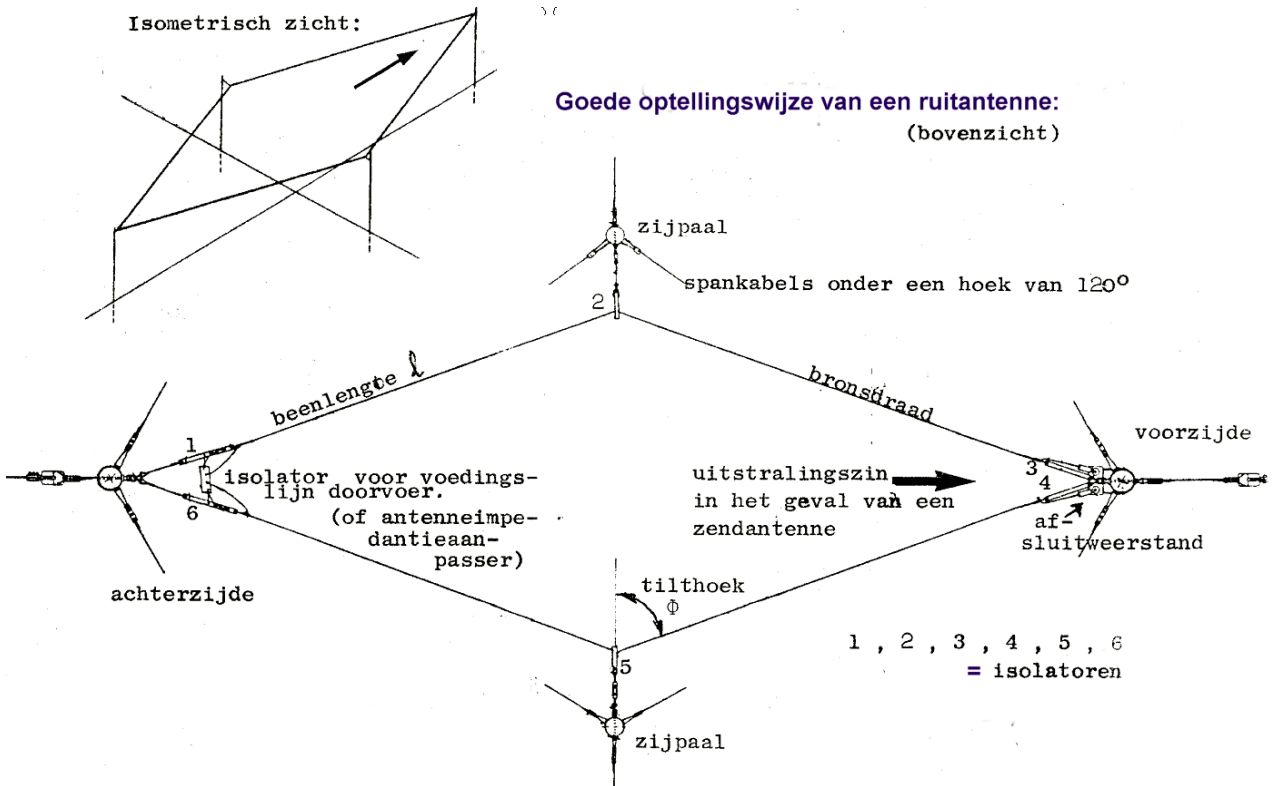 Isometrisch zicht:
Goede optellingswijze van een ruitantenne:
(bovenzicht)
zijpaal
spankabels onder een hoek van 120°
2
beenlengte l
bronsdraad
1
3
voorzijde
isolator voor voedings-
lijn doorvoer.
(of antenneimpe-
dantieaan-
passer)
6
uitstralingszin
in het geval van een
zendantenne
4
af-
sluitweerstand
achterzijde
tilthoek
Φ
5
1 , 2 , 3 , 4 , 5 , 6
= isolatoren
zijpaal